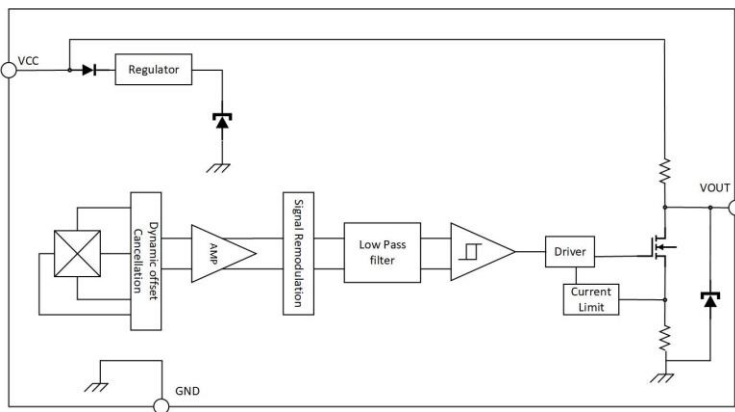 VCC
Regulator
VOUT
Dynamic offset
Cancellation
AMP
Signal Remodulation
Low Pass
filter
Driver
Current
Limit
GND